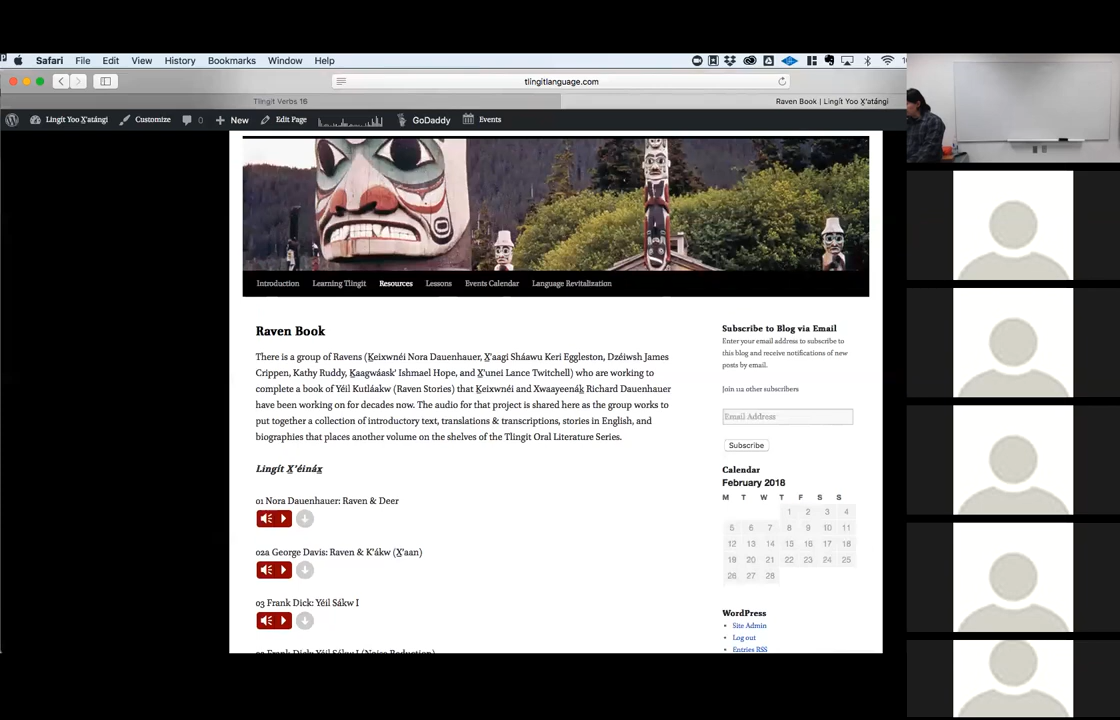 Safari File Edit View History Bookmarks Window Help
tlingitlanguage.com
Tlingit Verbs 16
Raven Book | Lingít Yoo X̱'atángi
Lingít Yoo X̱'atángi Customize 0 New Edit Page GoDaddy Events
Introduction Learning Tlingit Resources Lessons Events Calendar Language Revitalization
Raven Book
There is a group of Ravens (Ḵeixwnéi Nora Dauenhauer, X̱'aagi Sháawu Keri Eggleston, Dzéiwsh James
Crippen, Kathy Ruddy, Ḵaagwáask' Ishmael Hope, and X̱'unei Lance Twitchell) who are working to
complete a book of Yéil Kutláakw (Raven Stories) that Ḵeixwnéi and Xwaayeenáḵ Richard Dauenhauer
have been working on for decades now. The audio for that project is shared here as the group works to
put together a collection of introductory text, translations & transcriptions, stories in English, and
biographies that places another volume on the shelves of the Tlingit Oral Literature Series.
Lingít X̱'éináx̱
01 Nora Dauenhauer: Raven & Deer
02a George Davis: Raven & K'ákw (X̱'aan)
03 Frank Dick: Yéil Sákw I
Subscribe to Blog via Email
Enter your email address to subscribe to
this blog and receive notifications of new
posts by email.
Join 112 other subscribers
Email Address
Subscribe
Calendar
February 2018
M T W T F S S
1 2 3 4
5 6 7 8 9 10 11
12 13 14 15 16 17 18
19 20 21 22 23 24 25
26 27 28
WordPress
Site Admin
Log out
Entries RSS